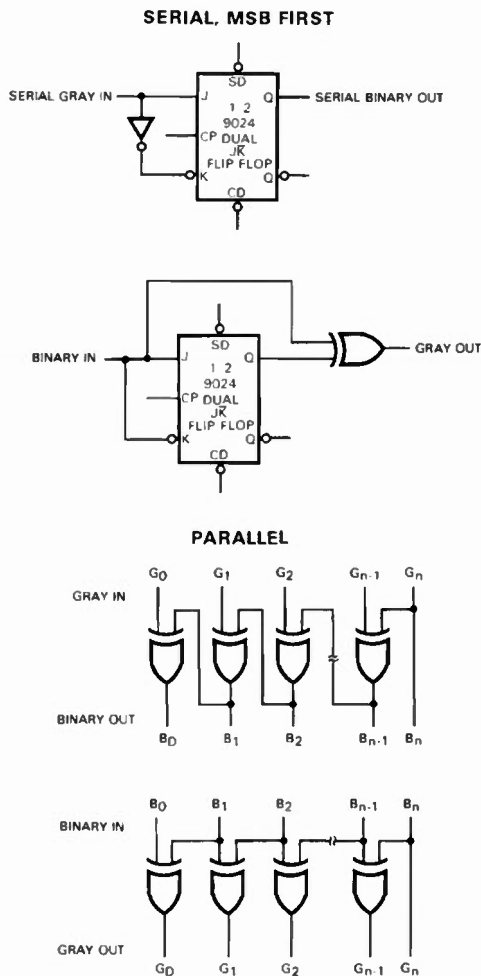 SERIAL, MSB FIRST
SD
SERIAL GRAY IN J Q SERIAL BINARY OUT
1 2
9024
CP DUAL
JK
FLIP FLOP
K Q
CD
SD
BINARY IN J Q GRAY OUT
1 2
9024
CP DUAL
JK
FLIP FLOP
K Q
CD
PARALLEL
G0 G1 G2 Gn-1 Gn
GRAY IN
BINARY OUT
BD B1 B2 Bn-1 Bn
B0 B1 B2 Bn-1 Bn
BINARY IN
GRAY OUT
GD G1 G2 Gn-1 Gn